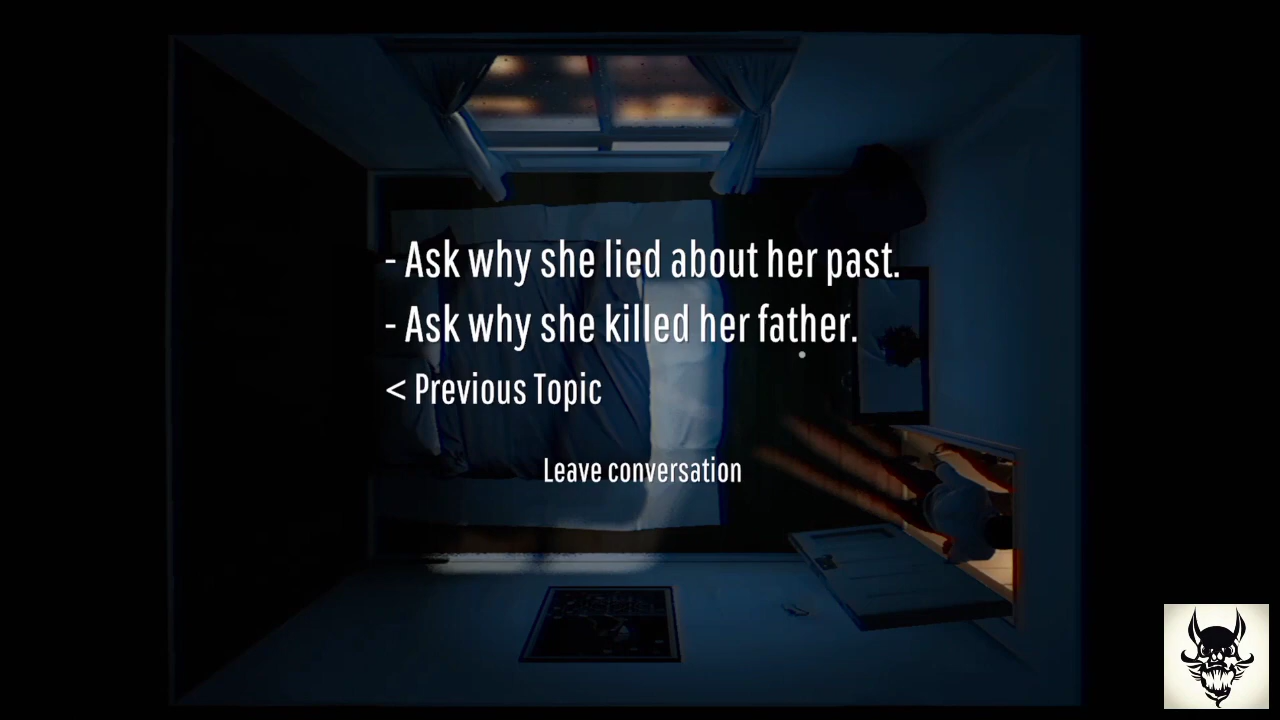 - Ask why she lied about her past.
- Ask why she killed her father.
< Previous Topic
Leave conversation